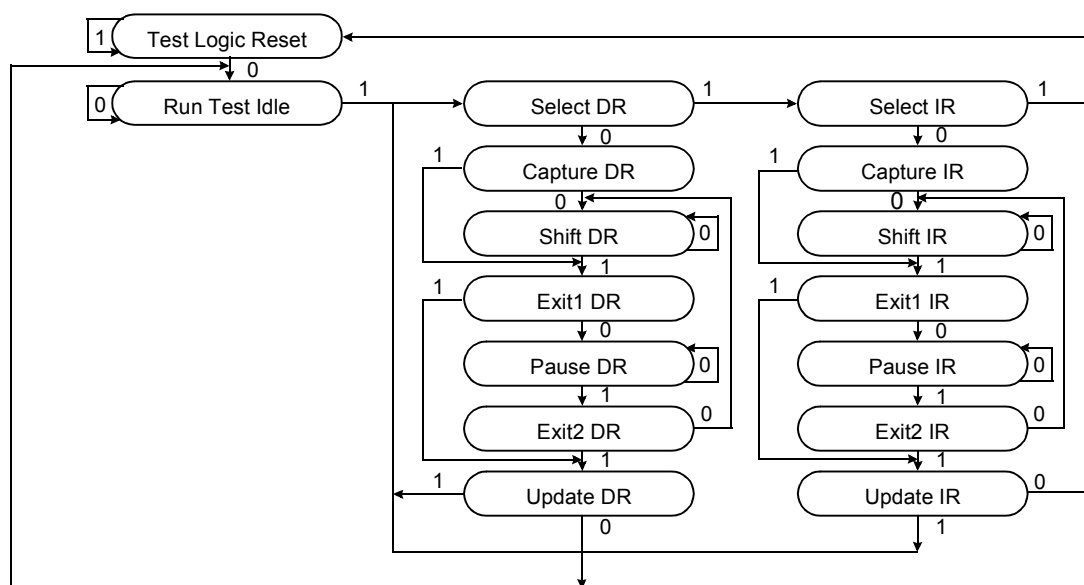 1 Test Logic Reset
0
0 Run Test Idle 1
Select DR 1
Select IR 1
0
0
1 Capture DR
1 Capture IR
0
0
Shift DR 0
Shift IR 0
1
1
1 Exit1 DR
1 Exit1 IR
0
0
Pause DR 0
Pause IR 0
1
1
Exit2 DR 0
Exit2 IR 0
1
1
1 Update DR
Update IR 0
0
1